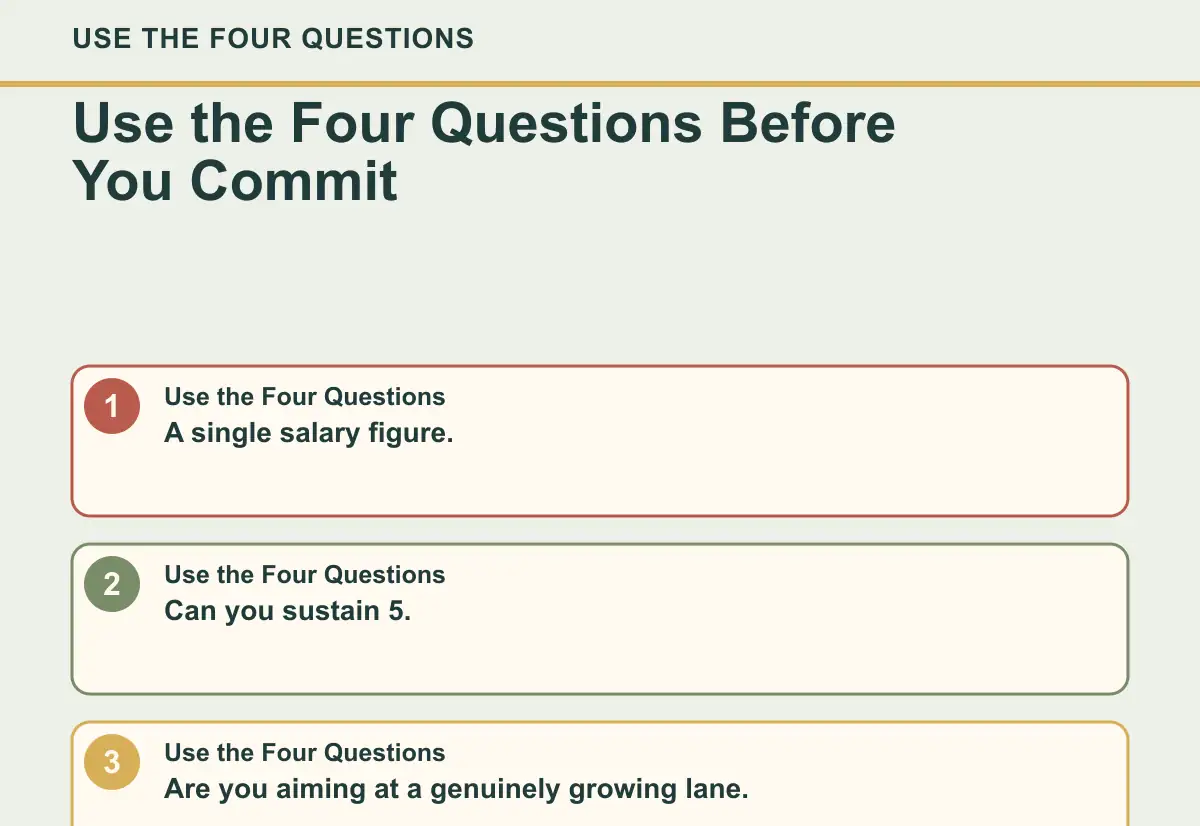 USE THE FOUR QUESTIONS
Use the Four Questions Before
You Commit
1
Use the Four Questions
A single salary figure.
2
Use the Four Questions
Can you sustain 5.
3
Use the Four Questions
Are you aiming at a genuinely growing lane.